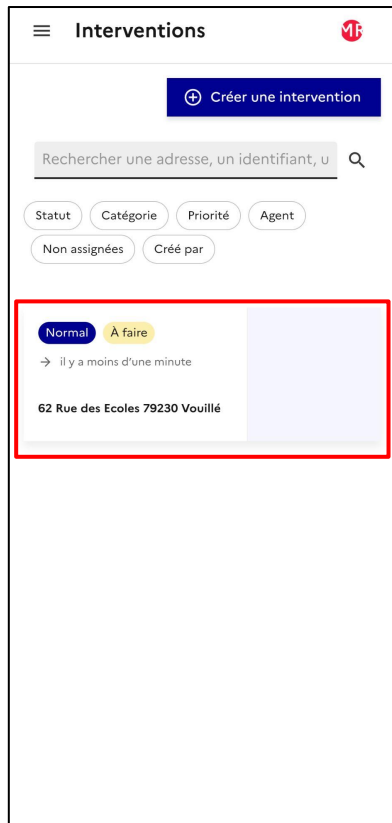 Interventions
MR
Créer une intervention
Rechercher une adresse, un identifiant, u
Statut Catégorie Priorité Agent
Non assignées Créé par
Normal À faire
→ il y a moins d'une minute
62 Rue des Ecoles 79230 Vouillé